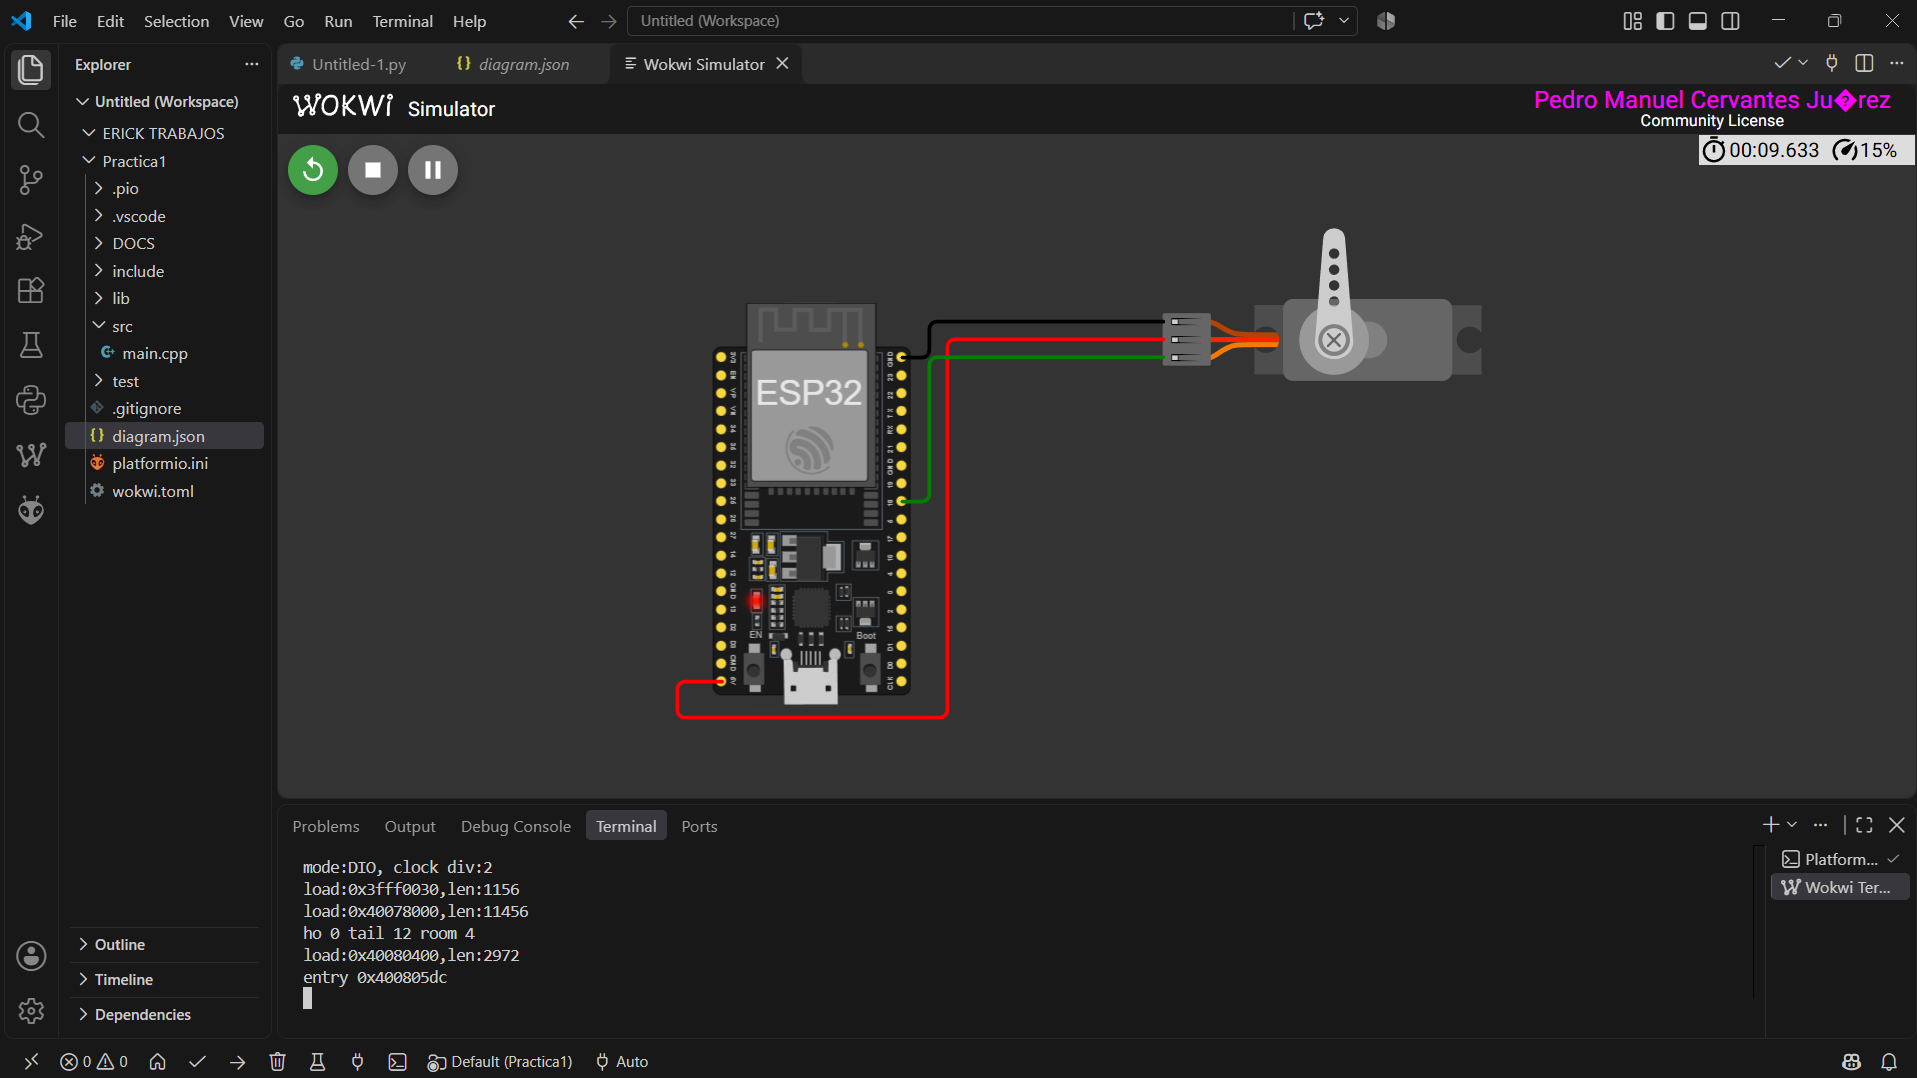 File Edit Selection View Go Run Terminal Help
Untitled (Workspace)
Explorer
Untitled (Workspace)
ERICK TRABAJOS
Practica1
.pio
.vscode
DOCS
include
lib
src
main.cpp
test
.gitignore
diagram.json
platformio.ini
wokwi.toml
Outline
Timeline
Dependencies
Untitled-1.py
diagram.json
Wokwi Simulator
WOKWi Simulator
Pedro Manuel Cervantes Ju�rez
Community License
00:09.633 15%
ESP32
EN
Boot
Problems Output Debug Console Terminal Ports
mode:DIO, clock div:2
load:0x3fff0030,len:1156
load:0x40078000,len:11456
ho 0 tail 12 room 4
load:0x40080400,len:2972
entry 0x400805dc
Platform...
Wokwi Ter...
0 0
Default (Practica1)
Auto